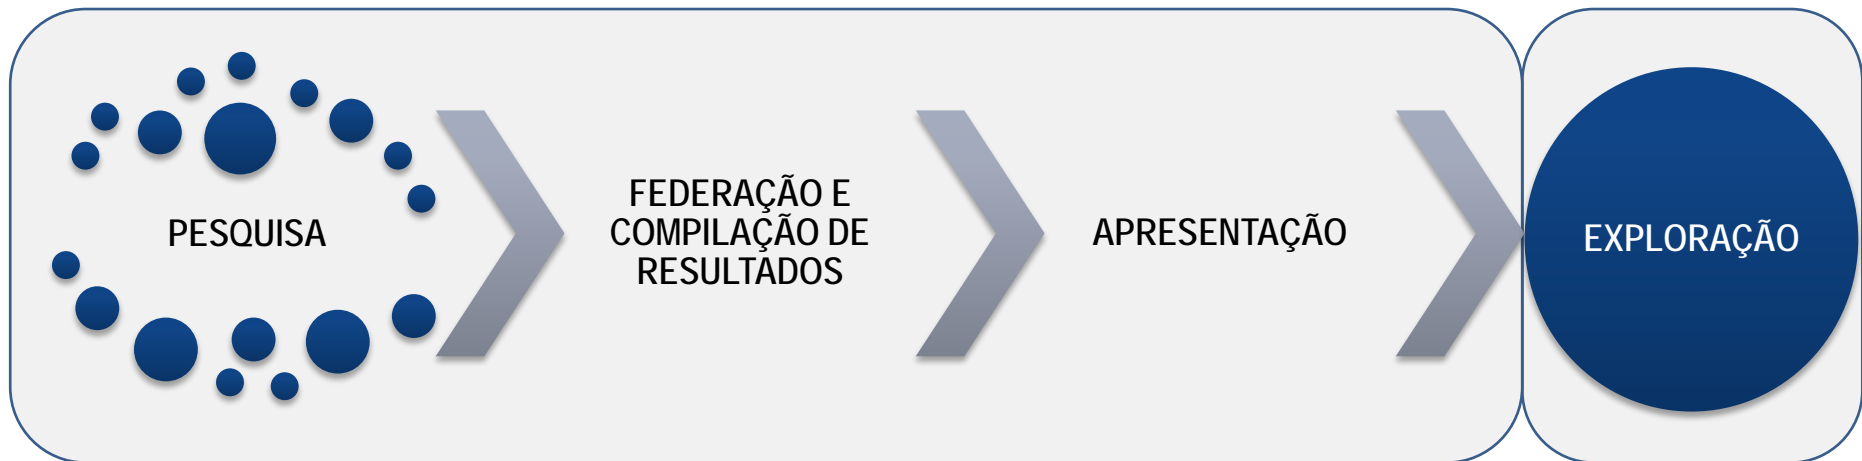 PESQUISA
FEDERAÇÃO E
COMPILAÇÃO DE
RESULTADOS
APRESENTAÇÃO
EXPLORAÇÃO